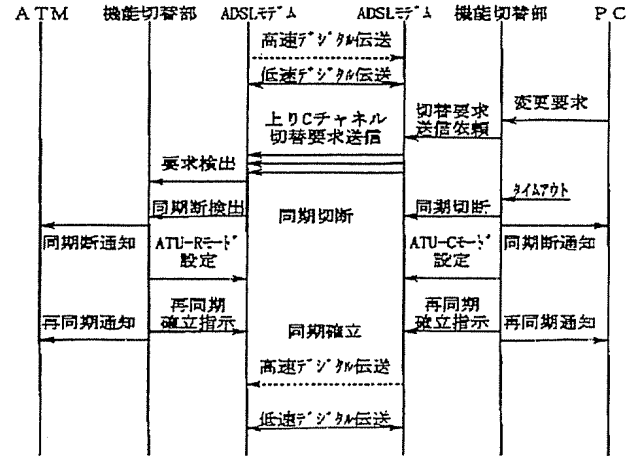 ATM 機能切替部 ADSLモデム ADSLモデム 機能切替部 PC
高速デジタル伝送
低速デジタル伝送
変更要求
切替要求
送信依頼
上りCチャネル
切替要求送信
要求検出
タイムアウト
同期断検出
同期切断
同期切断
同期断通知
ATU-Rモード
設定
ATU-Cモード
設定
同期断通知
再同期
確立指示
再同期
確立指示
再同期通知
同期確立
再同期通知
高速デジタル伝送
低速デジタル伝送